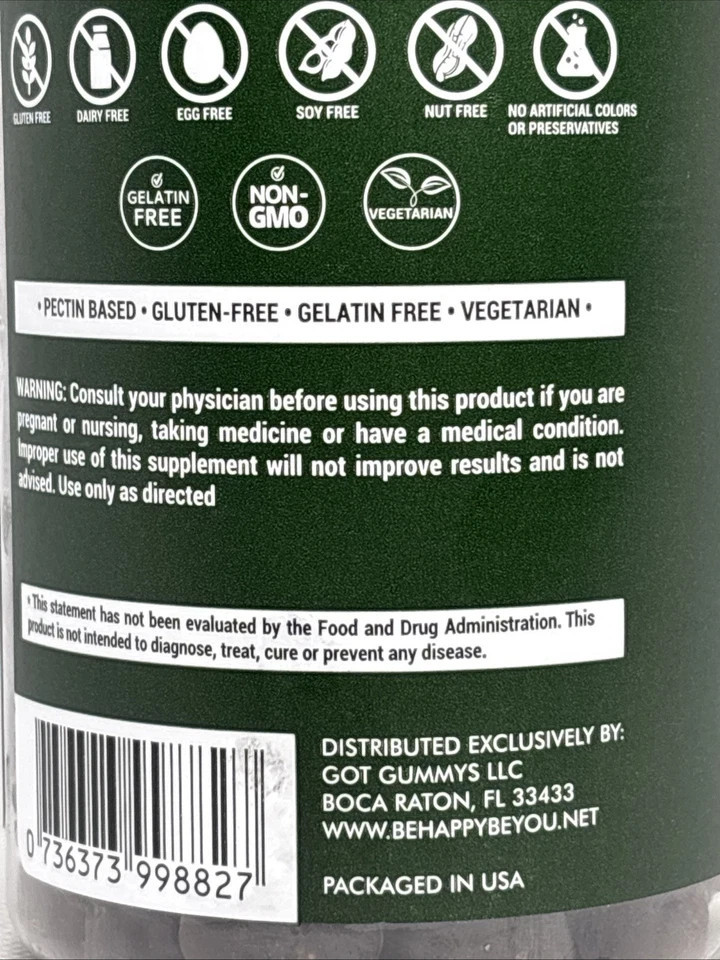 GLUTEN FREE
DAIRY FREE
EGG FREE
SOY FREE
NUT FREE
NO ARTIFICIAL COLORS
OR PRESERVATIVES
GELATIN
FREE
NON-
GMO
VEGETARIAN
• PECTIN BASED • GLUTEN-FREE • GELATIN FREE • VEGETARIAN •
WARNING: Consult your physician before using this product if you are
pregnant or nursing, taking medicine or have a medical condition.
Improper use of this supplement will not improve results and is not
advised. Use only as directed
* This statement has not been evaluated by the Food and Drug Administration. This
product is not intended to diagnose, treat, cure or prevent any disease.
0 736373 998827
DISTRIBUTED EXCLUSIVELY BY:
GOT GUMMYS LLC
BOCA RATON, FL 33433
WWW.BEHAPPYBEYOU.NET
PACKAGED IN USA